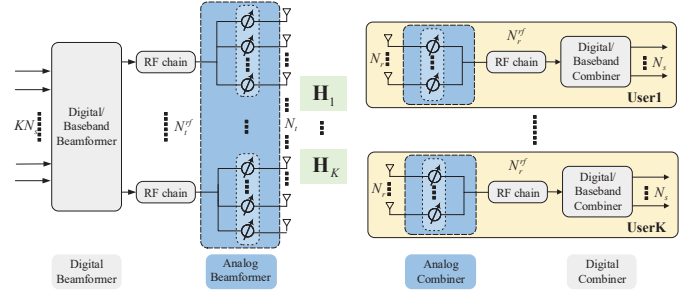 KN_s
Digital/
Baseband
Beamformer
RF chain
N_t^{rf}
RF chain
N_t
H_1
H_K
N_r
N_r^{rf}
RF chain
Digital/
Baseband
Combiner
N_s
User1
N_r
N_r^{rf}
RF chain
Digital/
Baseband
Combiner
N_s
UserK
Digital
Beamformer
Analog
Beamformer
Analog
Combiner
Digital
Combiner